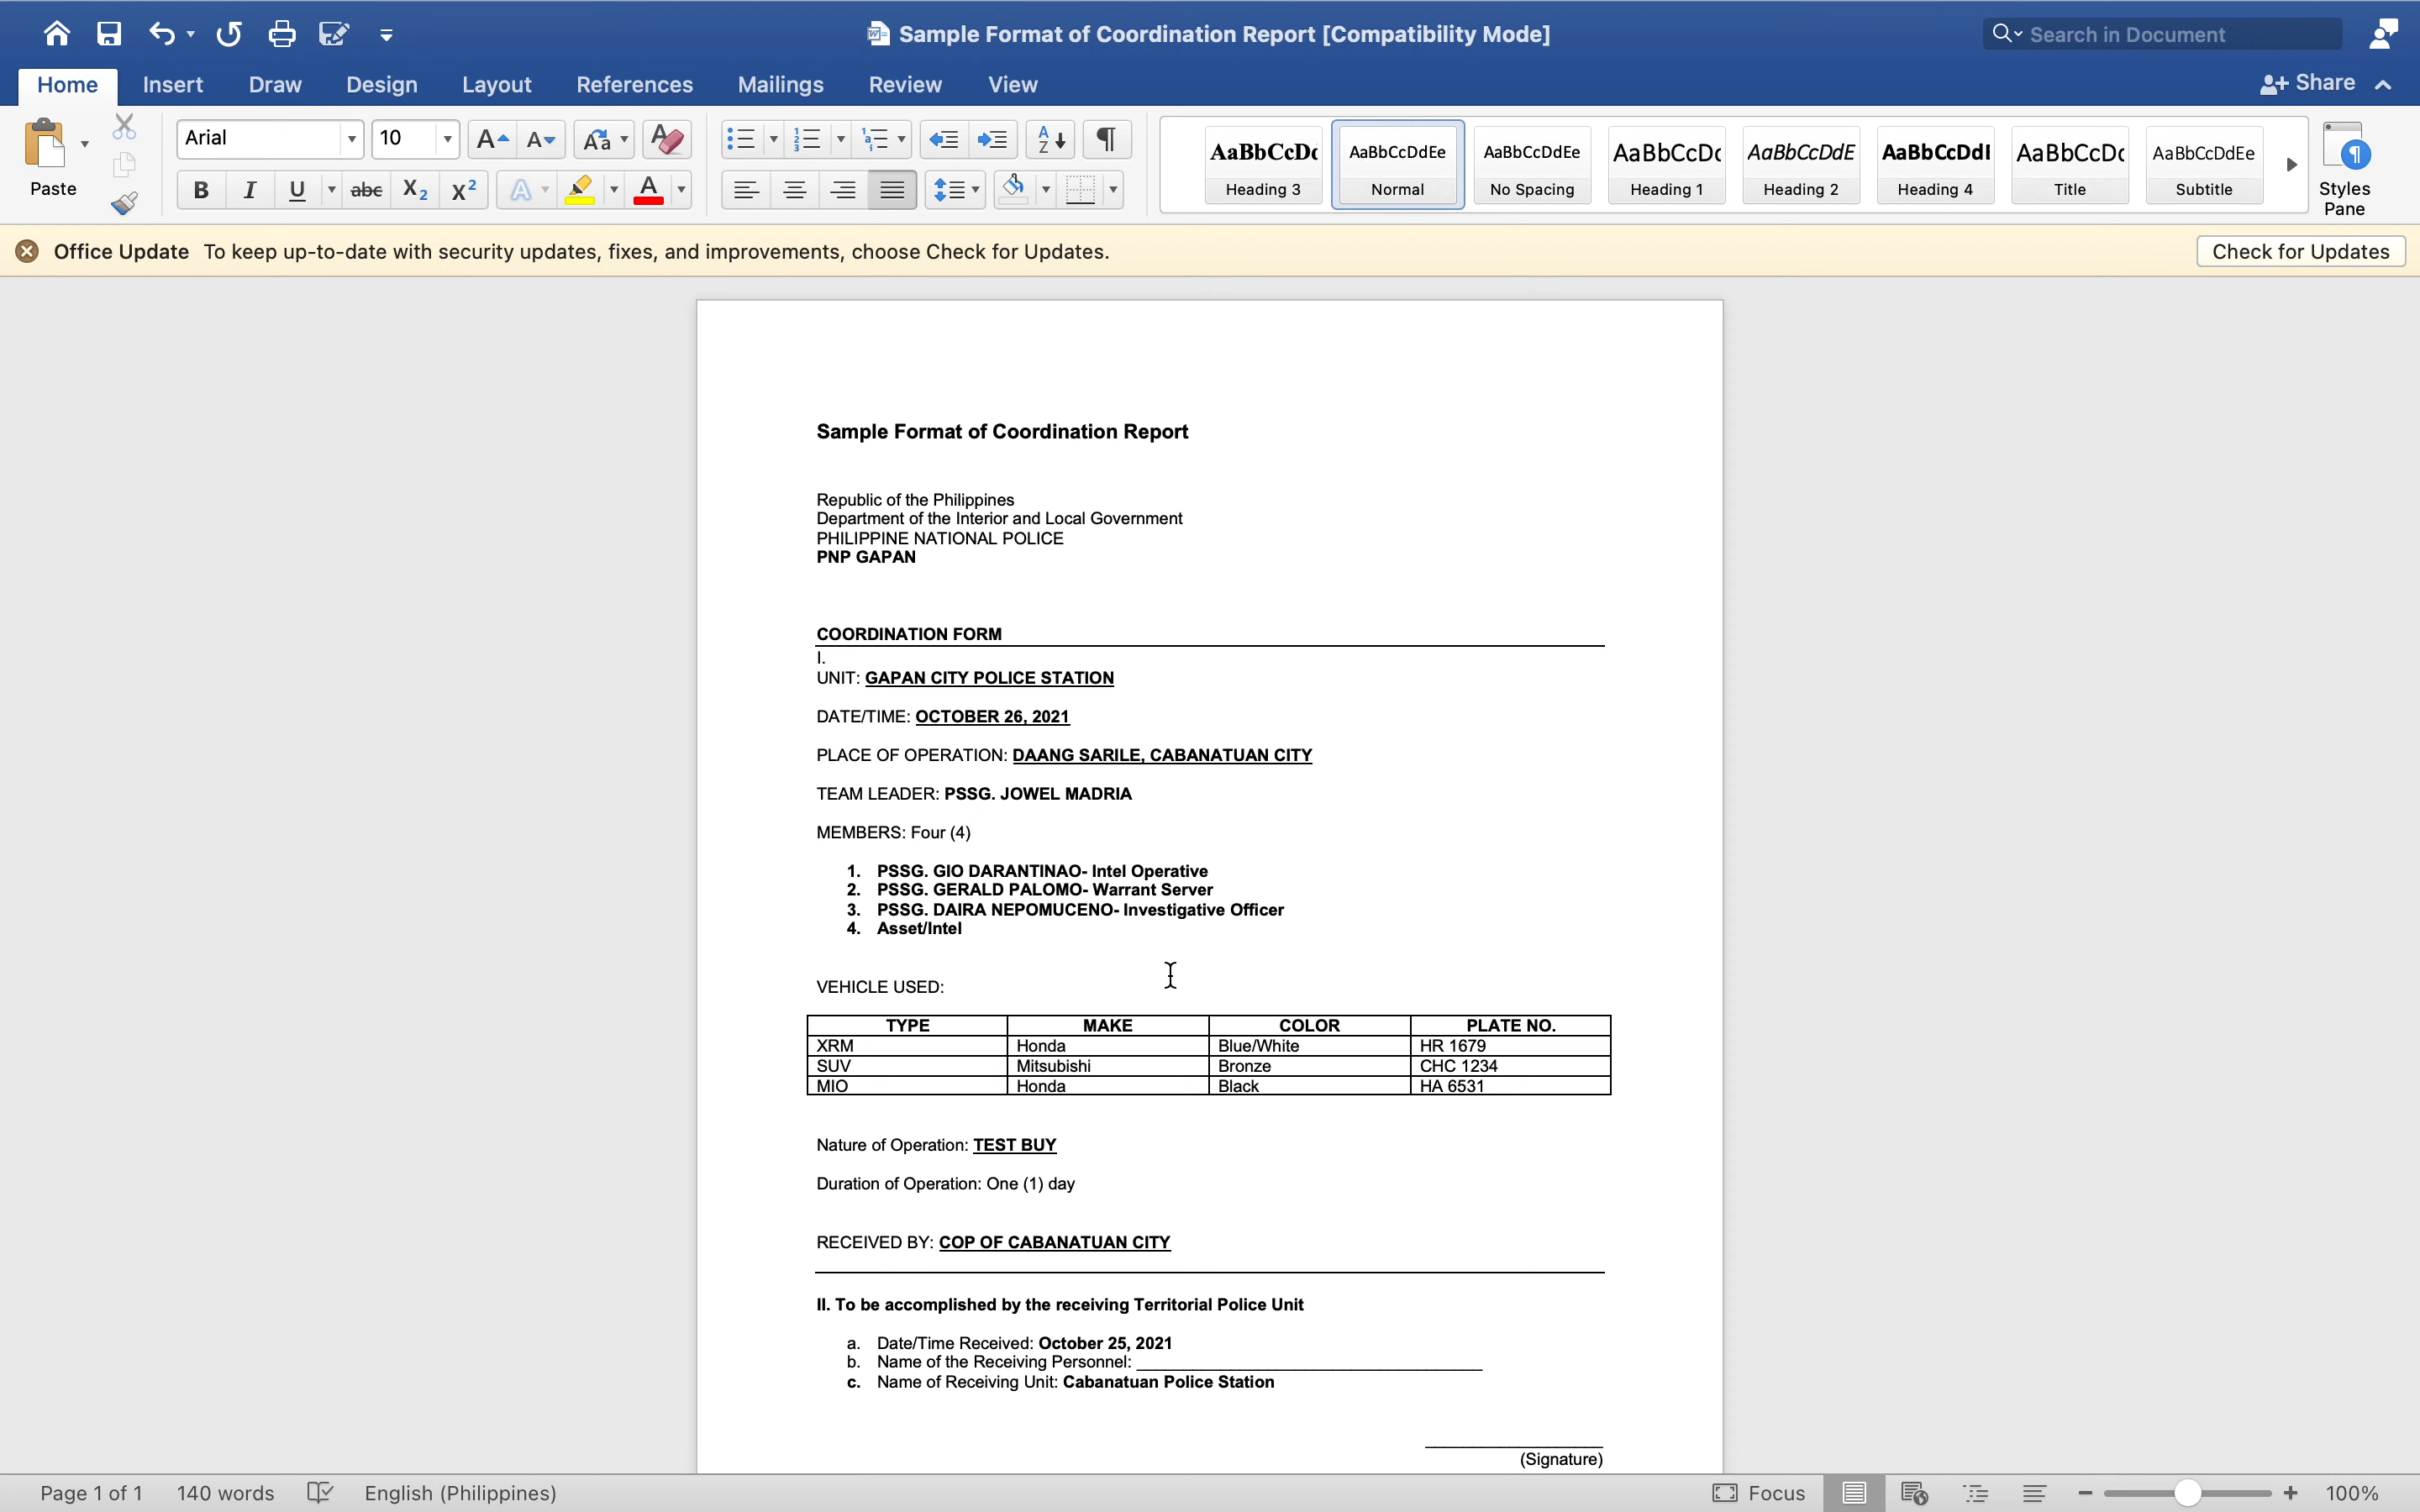 Sample Format of Coordination Report [Compatibility Mode]
Search in Document
Home Insert Draw Design Layout References Mailings Review View
Share
Paste
Arial 10
AaBbCcDc AaBbCcDdEe AaBbCcDdEe AaBbCcDc AaBbCcDdE AaBbCcDdI AaBbCcDc AaBbCcDdEe
Heading 3 Normal No Spacing Heading 1 Heading 2 Heading 4 Title Subtitle
Styles
Pane
Office Update To keep up-to-date with security updates, fixes, and improvements, choose Check for Updates.
Check for Updates
Sample Format of Coordination Report
Republic of the Philippines
Department of the Interior and Local Government
PHILIPPINE NATIONAL POLICE
PNP GAPAN
COORDINATION FORM
I.
UNIT: GAPAN CITY POLICE STATION
DATE/TIME: OCTOBER 26, 2021
PLACE OF OPERATION: DAANG SARILE, CABANATUAN CITY
TEAM LEADER: PSSG. JOWEL MADRIA
MEMBERS: Four (4)
1. PSSG. GIO DARANTINAO- Intel Operative
2. PSSG. GERALD PALOMO- Warrant Server
3. PSSG. DAIRA NEPOMUCENO- Investigative Officer
4. Asset/Intel
VEHICLE USED:
TYPE MAKE COLOR PLATE NO.
XRM Honda Blue/White HR 1679
SUV Mitsubishi Bronze CHC 1234
MIO Honda Black HA 6531
Nature of Operation: TEST BUY
Duration of Operation: One (1) day
RECEIVED BY: COP OF CABANATUAN CITY
II. To be accomplished by the receiving Territorial Police Unit
a. Date/Time Received: October 25, 2021
b. Name of the Receiving Personnel:
c. Name of Receiving Unit: Cabanatuan Police Station
(Signature)
Page 1 of 1 140 words English (Philippines) Focus 100%